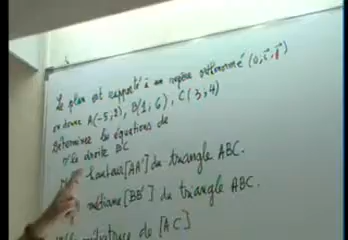 Le plan est rapporté à un repère orthonormé (o, i⃗, j⃗)
on donne A(-5;2), B(1;6), C(3;4)
Déterminer les équations de
la droite BC
hauteur [AA'] du triangle ABC.
médiane [BB'] du triangle ABC.
médiatrice de [AC]